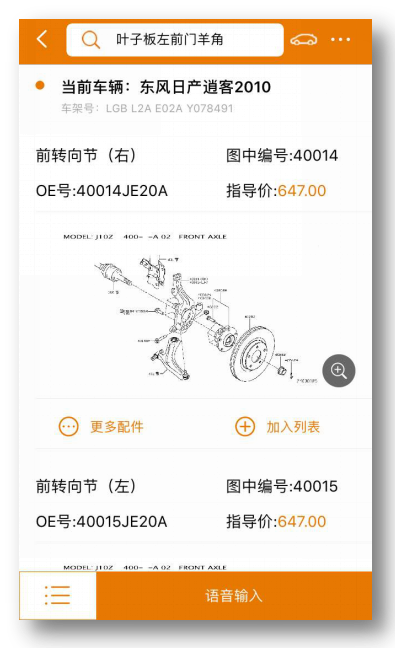 叶子板左前门羊角
当前车辆：东风日产逍客2010
车架号：LGB L2A E02A Y078491
前转向节（右） 图中编号:40014
OE号:40014JE20A 指导价:647.00
MODEL: J10Z 400- -A 02 FRONT AXLE
更多配件 加入列表
前转向节（左） 图中编号:40015
OE号:40015JE20A 指导价:647.00
MODEL: J10Z 400- -A 02 FRONT AXLE
语音输入